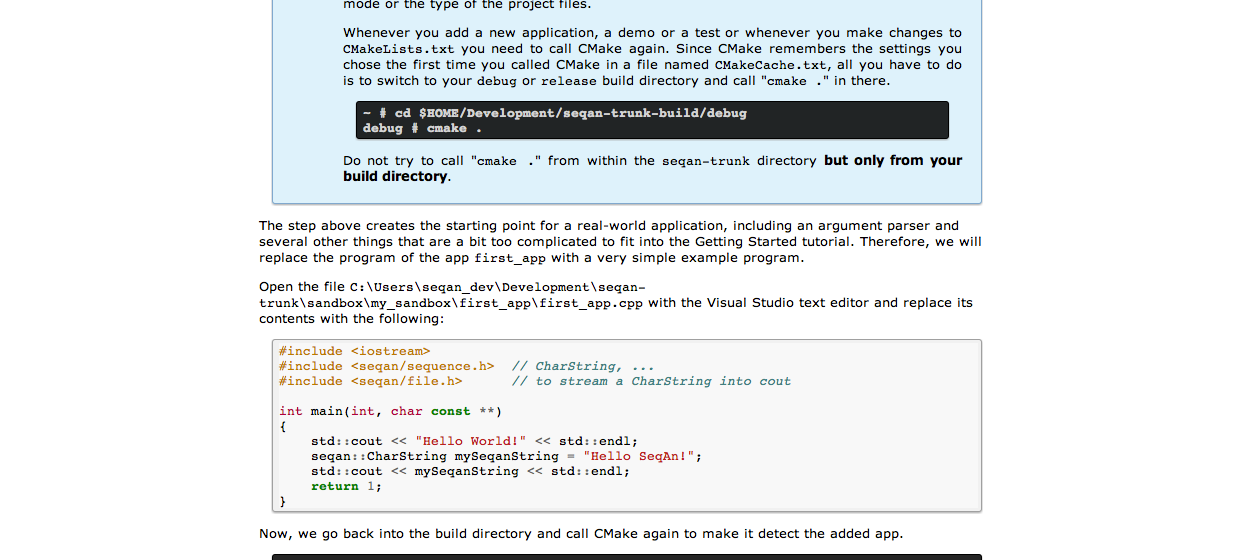 mode or the type of the project files.
Whenever you add a new application, a demo or a test or whenever you make changes to
CMakeLists.txt you need to call CMake again. Since CMake remembers the settings you
chose the first time you called CMake in a file named CMakeCache.txt, all you have to do
is to switch to your debug or release build directory and call "cmake ." in there.
~ # cd $HOME/Development/seqan-trunk-build/debug
debug # cmake .
Do not try to call "cmake ." from within the seqan-trunk directory but only from your
build directory.
The step above creates the starting point for a real-world application, including an argument parser and
several other things that are a bit too complicated to fit into the Getting Started tutorial. Therefore, we will
replace the program of the app first_app with a very simple example program.
Open the file C:\Users\seqan_dev\Development\seqan-
trunk\sandbox\my_sandbox\first_app\first_app.cpp with the Visual Studio text editor and replace its
contents with the following:
#include <iostream>
#include <seqan/sequence.h>  // CharString, ...
#include <seqan/file.h>      // to stream a CharString into cout
int main(int, char const **)
{
    std::cout << "Hello World!" << std::endl;
    seqan::CharString mySeqanString = "Hello SeqAn!";
    std::cout << mySeqanString << std::endl;
    return 1;
}
Now, we go back into the build directory and call CMake again to make it detect the added app.